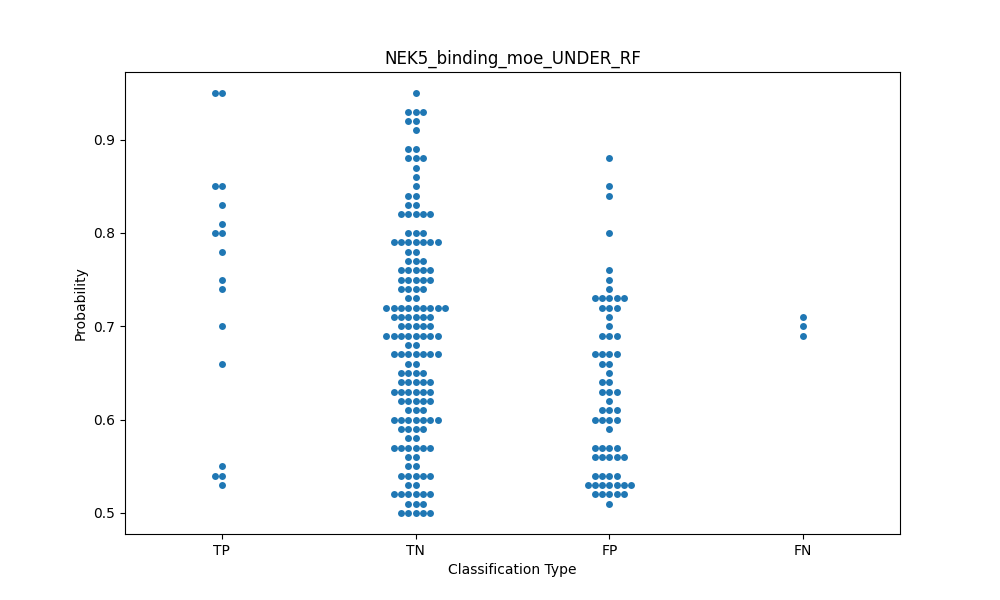 NEK5_binding_moe_UNDER_RF
Probability
0.9
0.8
0.7
0.6
0.5
TP TN FP FN
Classification Type